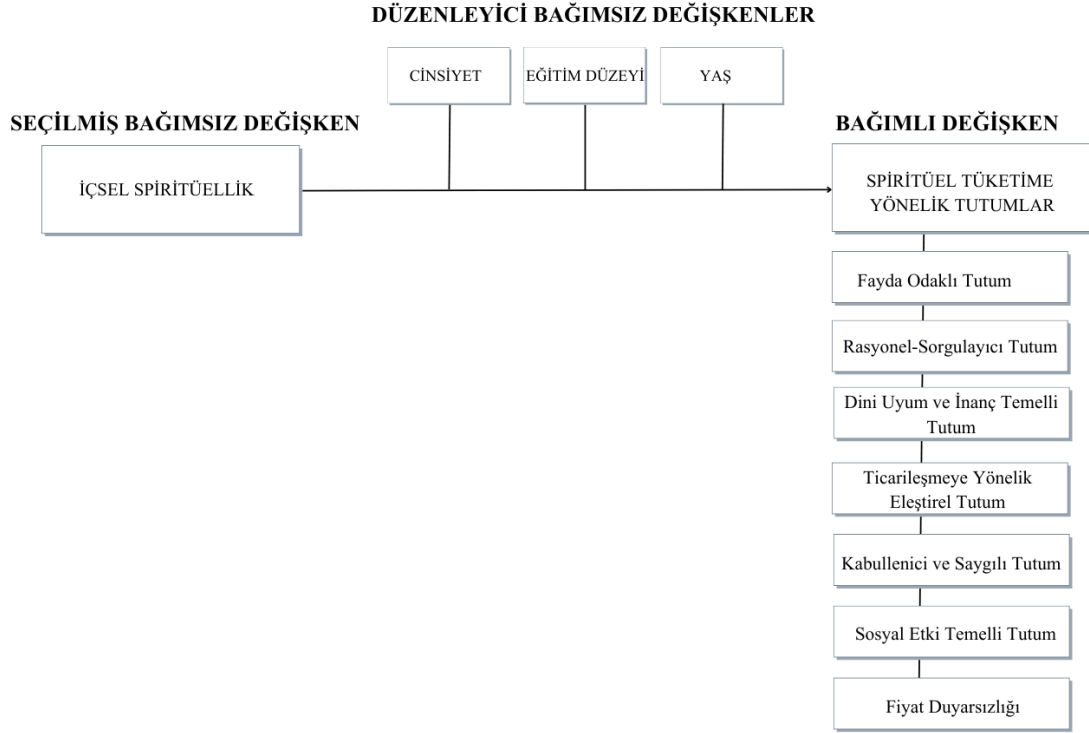 DÜZENLEYİCİ BAĞIMSIZ DEĞİŞKENLER
CİNSİYET
EĞİTİM DÜZEYİ
YAŞ
SEÇİLMİŞ BAĞIMSIZ DEĞİŞKEN
BAĞIMLI DEĞİŞKEN
İÇSEL SPİRİTÜELLİK
SPİRİTÜEL TÜKETİME
YÖNELİK TUTUMLAR
Fayda Odaklı Tutum
Rasyonel-Sorgulayıcı Tutum
Dini Uyum ve İnanç Temelli
Tutum
Ticarileşmeye Yönelik
Eleştirel Tutum
Kabullenici ve Saygılı Tutum
Sosyal Etki Temelli Tutum
Fiyat Duyarsızlığı